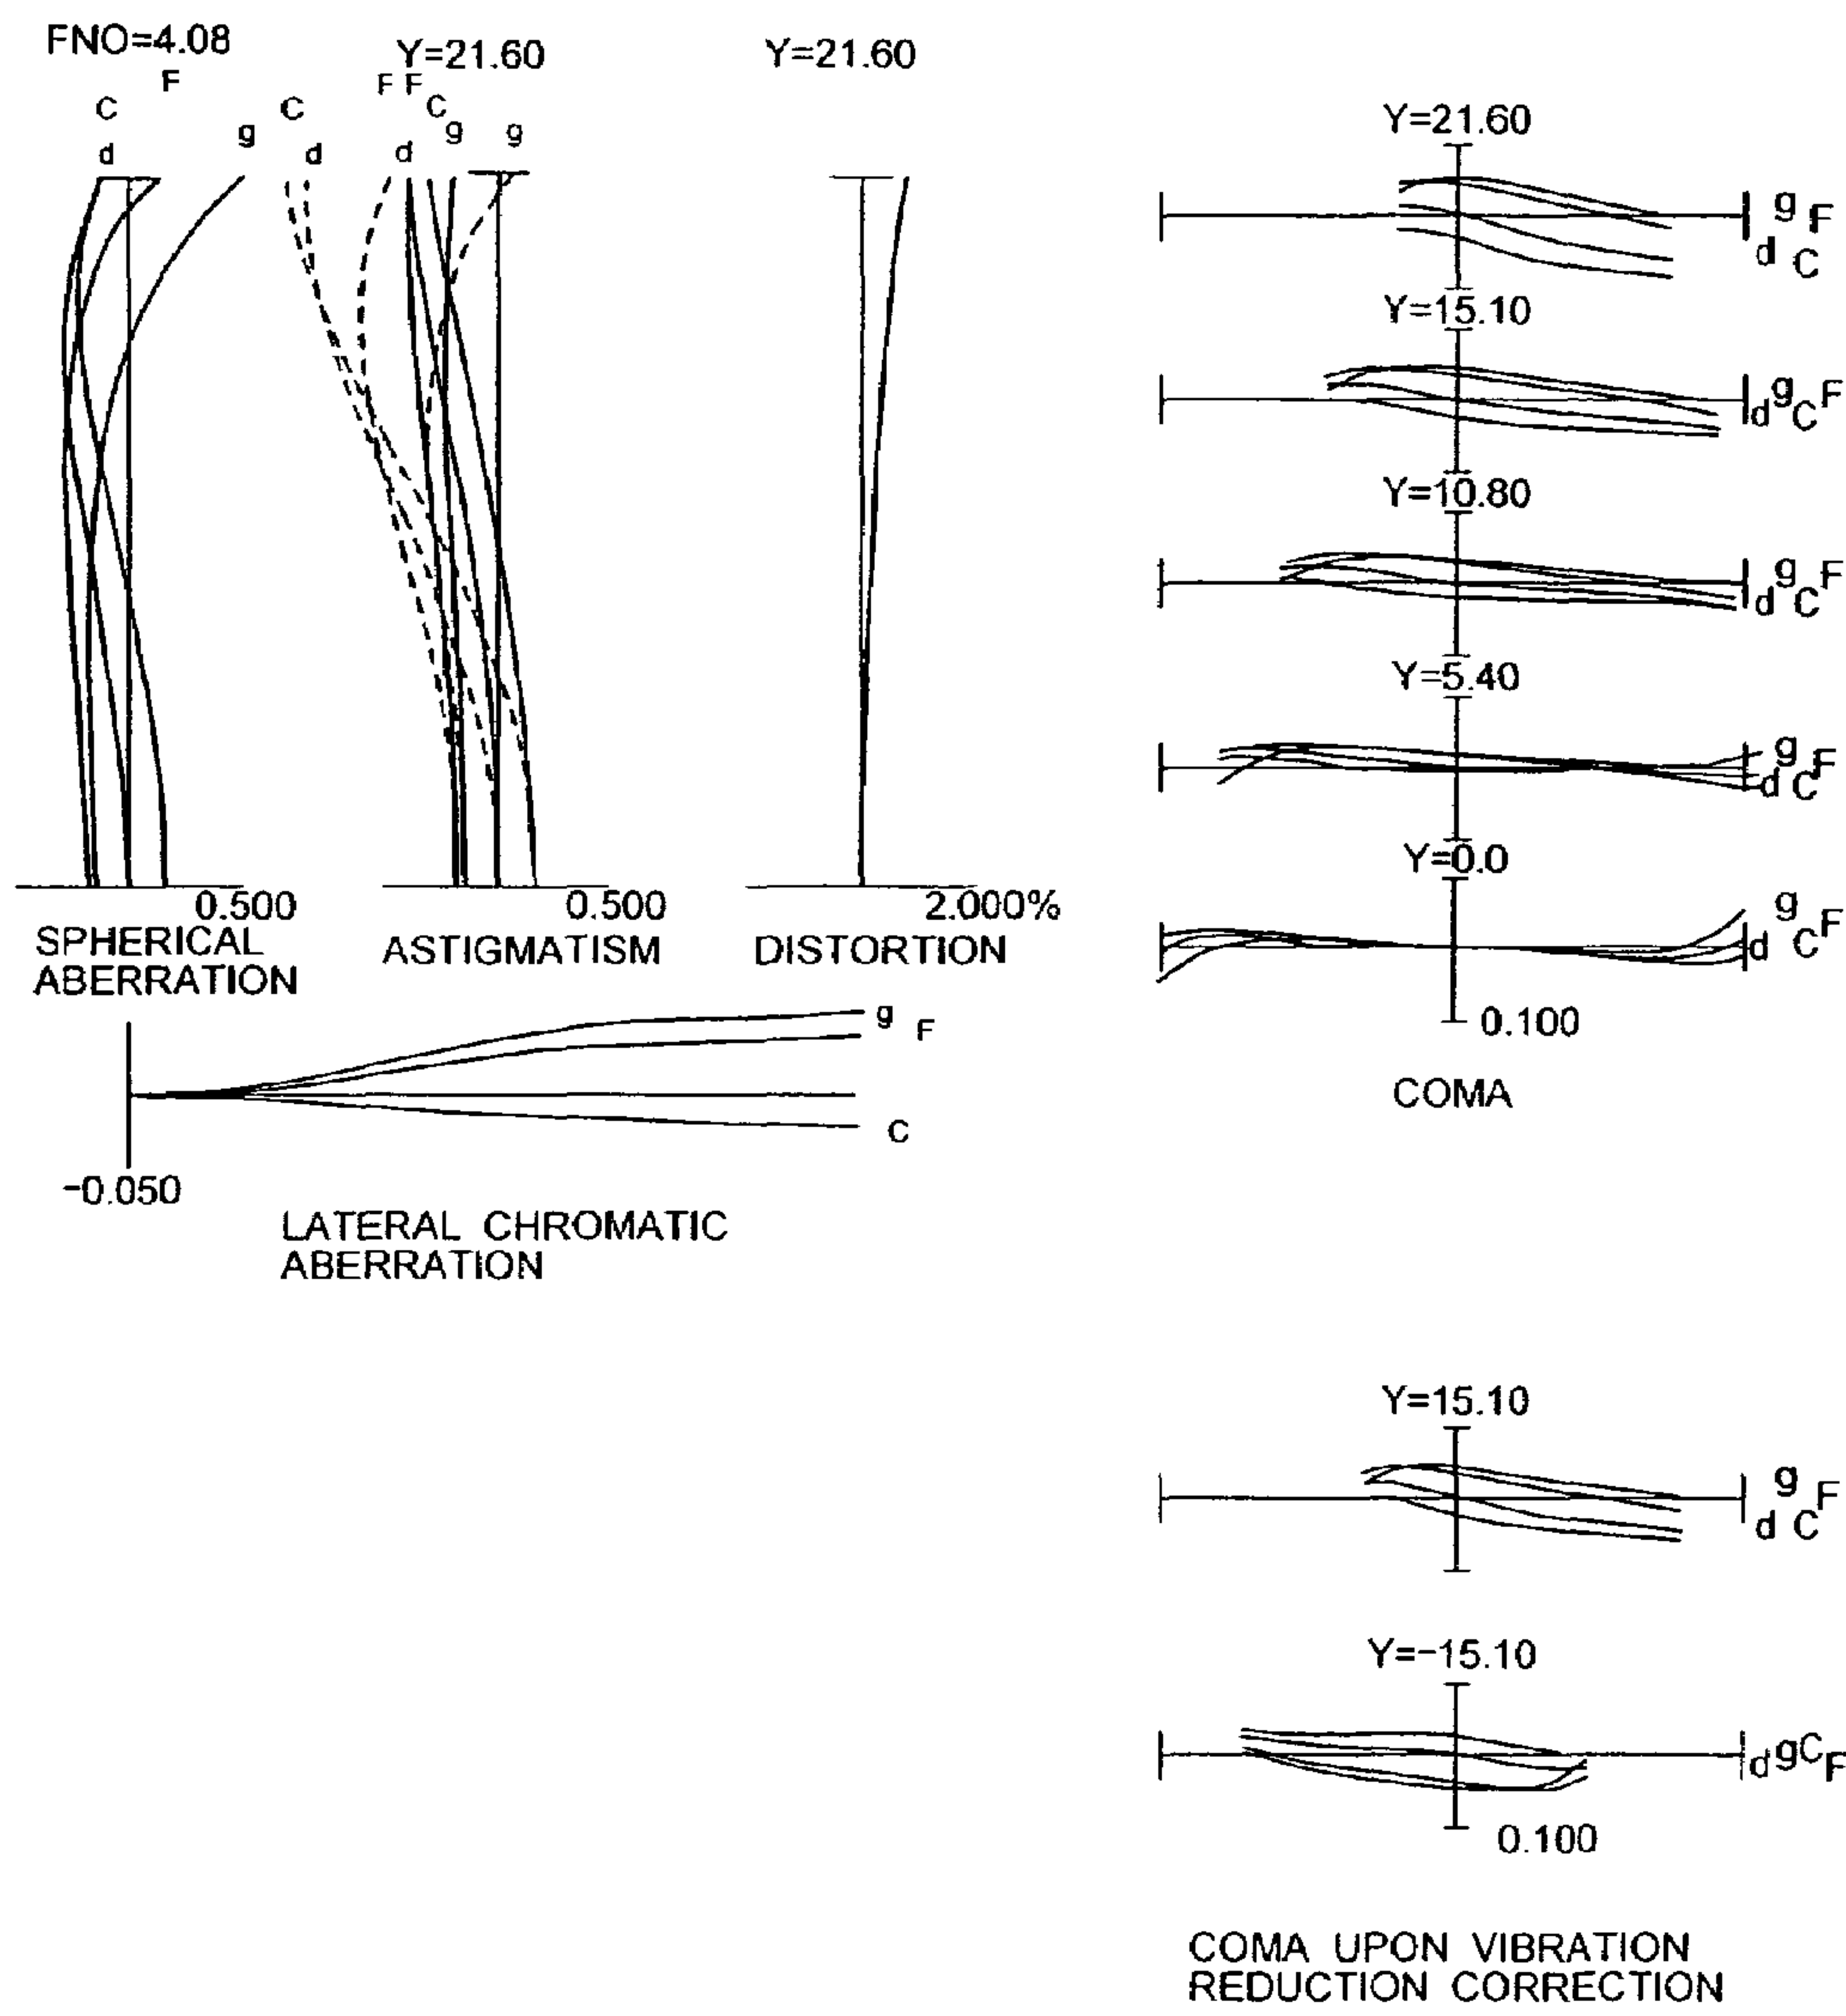 FNO=4.08
F
C
g
d
SPHERICAL
ABERRATION
0.500
Y=21.60
C
d
F F
C
g
d
g
0.500
ASTIGMATISM
Y=21.60
2.000%
DISTORTION
g
F
C
-0.050
LATERAL CHROMATIC
ABERRATION
Y=21.60
g F
d C
Y=15.10
d g C F
Y=10.80
g F
d C
Y=5.40
g F
d C
Y=0.0
g F
d C
0.100
COMA
Y=15.10
g F
d C
Y=-15.10
d g C F
0.100
COMA UPON VIBRATION
REDUCTION CORRECTION